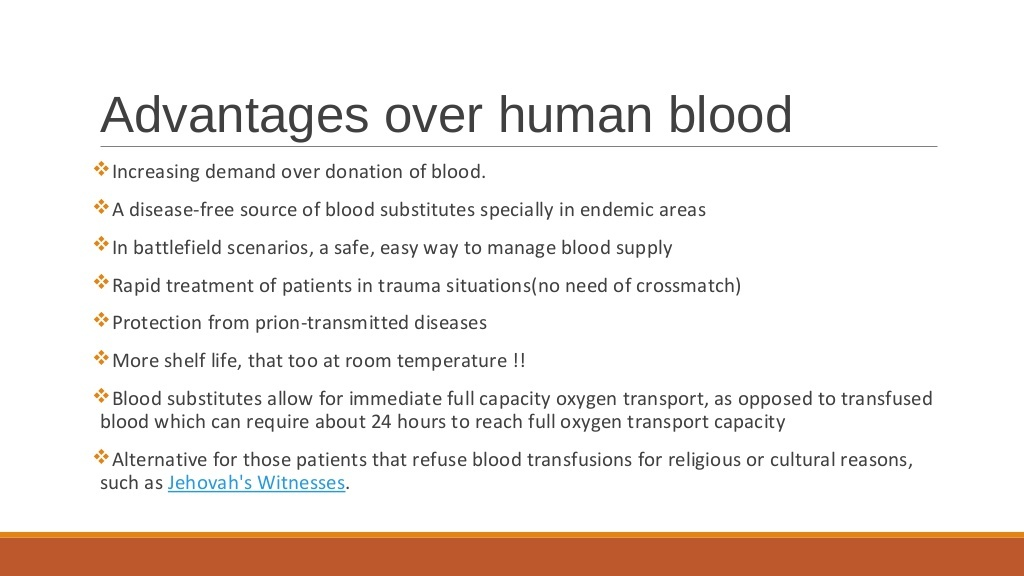 Advantages over human blood
❖Increasing demand over donation of blood.
❖A disease-free source of blood substitutes specially in endemic areas
❖In battlefield scenarios, a safe, easy way to manage blood supply
❖Rapid treatment of patients in trauma situations(no need of crossmatch)
❖Protection from prion-transmitted diseases
❖More shelf life, that too at room temperature !!
❖Blood substitutes allow for immediate full capacity oxygen transport, as opposed to transfused
blood which can require about 24 hours to reach full oxygen transport capacity
❖Alternative for those patients that refuse blood transfusions for religious or cultural reasons,
such as Jehovah's Witnesses.